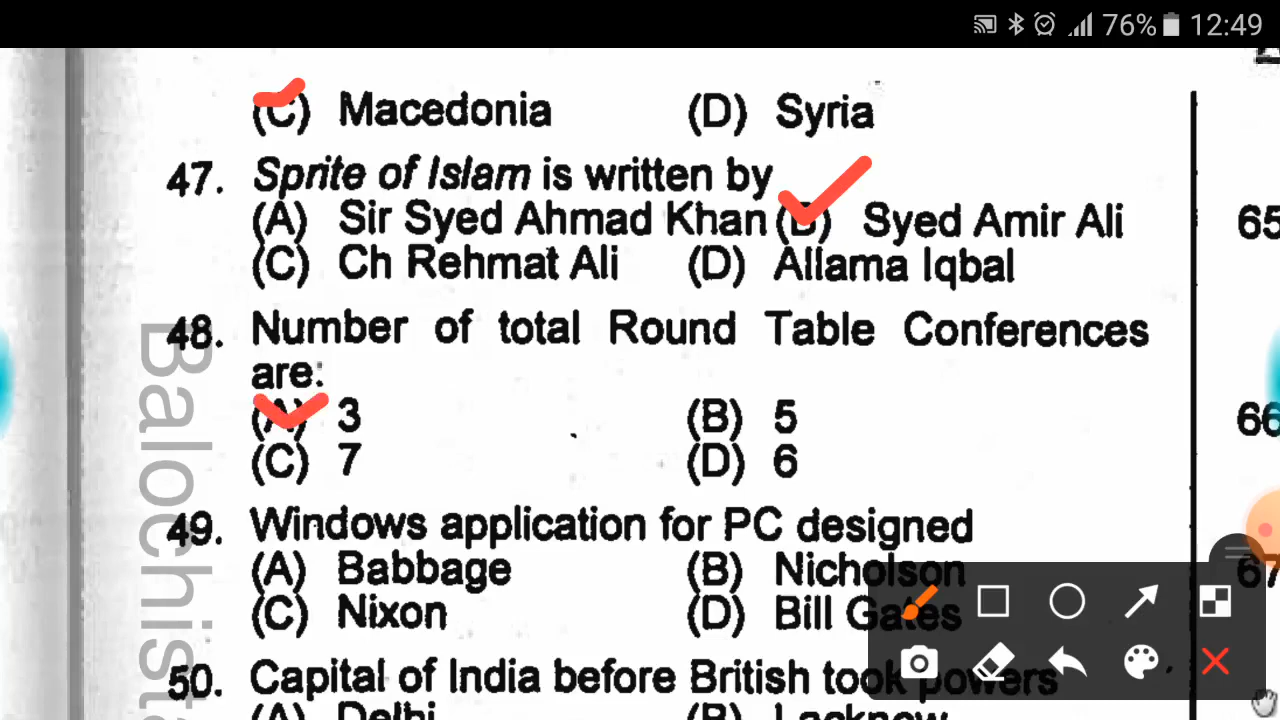 76% 12:49
(C) Macedonia (D) Syria
47. Sprite of Islam is written by
(A) Sir Syed Ahmad Khan (B) Syed Amir Ali
(C) Ch Rehmat Ali (D) Allama Iqbal
48. Number of total Round Table Conferences
are:
(A) 3 (B) 5
(C) 7 (D) 6
49. Windows application for PC designed
(A) Babbage (B) Nicholson
(C) Nixon (D) Bill Gates
50. Capital of India before British took powers
(A) Delhi (B) Lacknow
65
66
67
Balochista